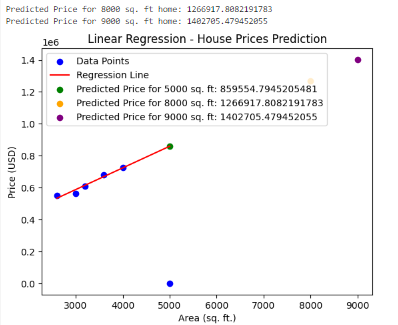 Predicted Price for 8000 sq. ft home: 1266917.8082191783
Predicted Price for 9000 sq. ft home: 1402705.479452055
Linear Regression - House Prices Prediction
1e6
Data Points
Regression Line
Predicted Price for 5000 sq. ft: 859554.7945205481
Predicted Price for 8000 sq. ft: 1266917.8082191783
Predicted Price for 9000 sq. ft: 1402705.479452055
1.4
1.2
1.0
0.8
0.6
0.4
0.2
0.0
Price (USD)
3000 4000 5000 6000 7000 8000 9000
Area (sq. ft.)